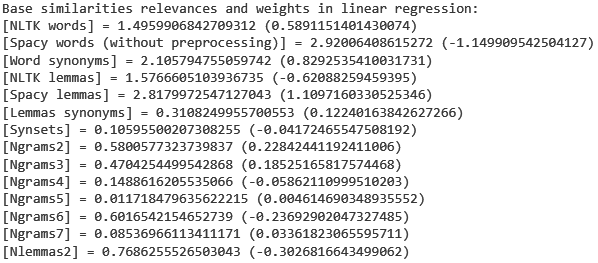 Base similarities relevances and weights in linear regression:
[NLTK words] = 1.4959906842709312 (0.5891151401430074)
[Spacy words (without preprocessing)] = 2.92006408615272 (-1.149909542504127)
[Word synonyms] = 2.105794755059742 (0.8292535410031731)
[NLTK lemmas] = 1.5766605103936735 (-0.62088259459395)
[Spacy lemmas] = 2.8179972547127043 (1.1097160330525346)
[Lemmas synonyms] = 0.3108249955700553 (0.12240163842627266)
[Synsets] = 0.10595500207308255 (-0.04172465547508192)
[Ngrams2] = 0.5800577323739837 (0.22842441192411006)
[Ngrams3] = 0.4704254499542868 (0.18525165817574468)
[Ngrams4] = 0.1488616205535066 (-0.05862110999510203)
[Ngrams5] = 0.011718479635622215 (0.004614690348935552)
[Ngrams6] = 0.6016542154652739 (-0.23692902047327485)
[Ngrams7] = 0.08536966113411171 (0.03361823065595711)
[Nlemmas2] = 0.7686255526503043 (-0.3026816643499062)